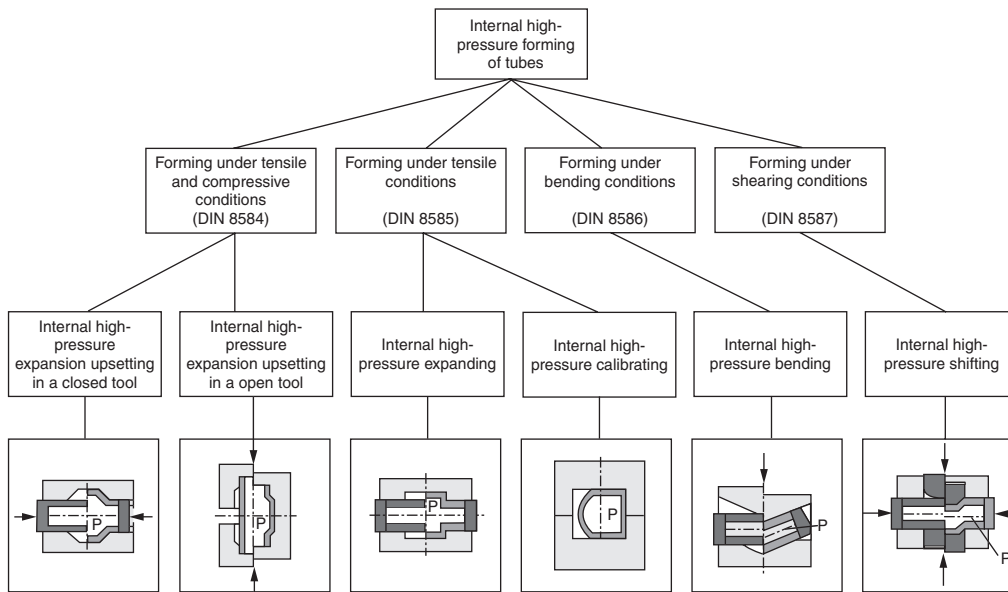 Internal high-
pressure forming
of tubes
Forming under tensile
and compressive
conditions
(DIN 8584)
Forming under tensile
conditions
(DIN 8585)
Forming under
bending conditions
(DIN 8586)
Forming under
shearing conditions
(DIN 8587)
Internal high-
pressure
expansion upsetting
in a closed tool
Internal high-
pressure
expansion upsetting
in a open tool
Internal high-
pressure expanding
Internal high-
pressure calibrating
Internal high-
pressure bending
Internal high-
pressure shifting
P
P
P
P
P
P